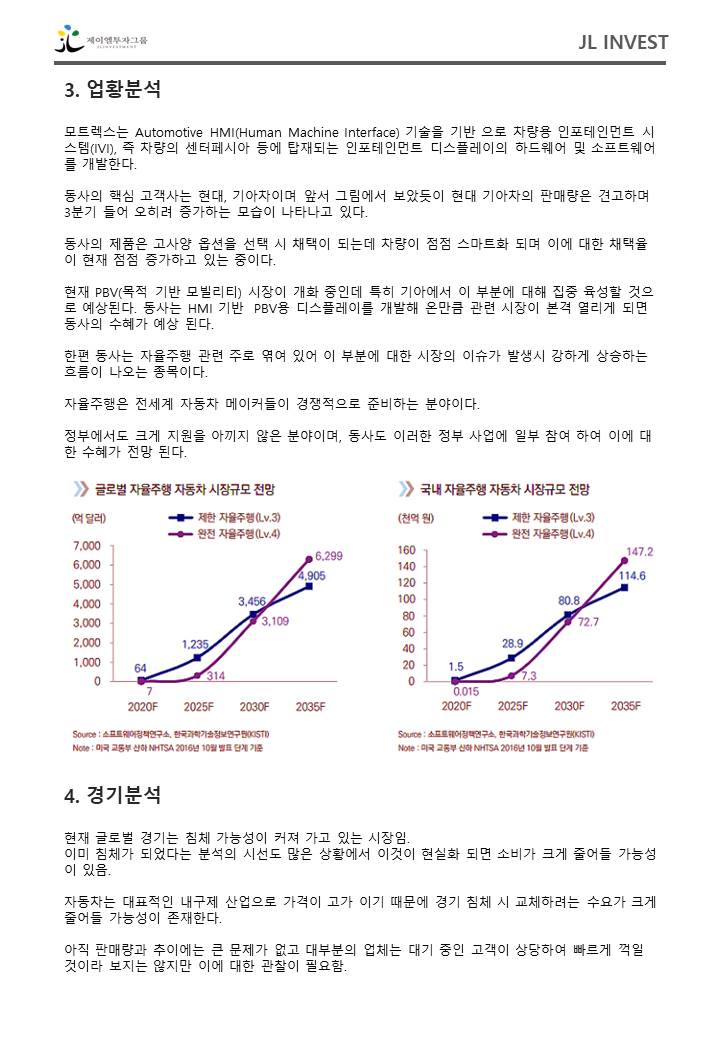 제이엘투자그룹
JLINVESTMENT
JL INVEST
3. 업황분석
모트렉스는 Automotive HMI(Human Machine Interface) 기술을 기반 으로 차량용 인포테인먼트 시
스템(IVI), 즉 차량의 센터페시아 등에 탑재되는 인포테인먼트 디스플레이의 하드웨어 및 소프트웨어
를 개발한다.
동사의 핵심 고객사는 현대, 기아차이며 앞서 그림에서 보았듯이 현대 기아차의 판매량은 견고하며
3분기 들어 오히려 증가하는 모습이 나타나고 있다.
동사의 제품은 고사양 옵션을 선택 시 채택이 되는데 차량이 점점 스마트화 되며 이에 대한 채택율
이 현재 점점 증가하고 있는 중이다.
현재 PBV(목적 기반 모빌리티) 시장이 개화 중인데 특히 기아에서 이 부분에 대해 집중 육성할 것으
로 예상된다. 동사는 HMI 기반 PBV용 디스플레이를 개발해 온만큼 관련 시장이 본격 열리게 되면
동사의 수혜가 예상 된다.
한편 동사는 자율주행 관련 주로 엮여 있어 이 부분에 대한 시장의 이슈가 발생시 강하게 상승하는
흐름이 나오는 종목이다.
자율주행은 전세계 자동차 메이커들이 경쟁적으로 준비하는 분야이다.
정부에서도 크게 지원을 아끼지 않은 분야이며, 동사도 이러한 정부 사업에 일부 참여 하여 이에 대
한 수혜가 전망 된다.
글로벌 자율주행 자동차 시장규모 전망
(억 달러)
제한 자율주행(Lv.3)
완전 자율주행(Lv.4)
7,000
6,000
5,000
4,000
3,000
2,000
1,000
0
64
7
1,235
314
3,456
3,109
4,905
6,299
2020F 2025F 2030F 2035F
Source : 소프트웨어정책연구소, 한국과학기술정보연구원(KISTI)
Note : 미국 교통부 산하 NHTSA 2016년 10월 발표 단계 기준
국내 자율주행 자동차 시장규모 전망
(천억 원)
제한 자율주행(Lv.3)
완전 자율주행(Lv.4)
160
140
120
100
80
60
40
20
0
1.5
0.015
28.9
7.3
80.8
72.7
147.2
114.6
2020F 2025F 2030F 2035F
Source : 소프트웨어정책연구소, 한국과학기술정보연구원(KISTI)
Note : 미국 교통부 산하 NHTSA 2016년 10월 발표 단계 기준
4. 경기분석
현재 글로벌 경기는 침체 가능성이 커져 가고 있는 시장임.
이미 침체가 되었다는 분석의 시선도 많은 상황에서 이것이 현실화 되면 소비가 크게 줄어들 가능성
이 있음.
자동차는 대표적인 내구제 산업으로 가격이 고가 이기 때문에 경기 침체 시 교체하려는 수요가 크게
줄어들 가능성이 존재한다.
아직 판매량과 추이에는 큰 문제가 없고 대부분의 업체는 대기 중인 고객이 상당하여 빠르게 꺽일
것이라 보지는 않지만 이에 대한 관찰이 필요함.